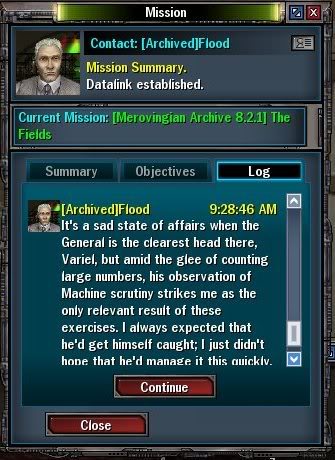 Mission
Contact: [Archived]Flood
Mission Summary.
Datalink established.
Current Mission: [Merovingian Archive 8.2.1] The
Fields
Summary
Objectives
Log
[Archived]Flood 9:28:46 AM
It's a sad state of affairs when the
General is the clearest head there,
Variel, but amid the glee of counting
large numbers, his observation of
Machine scrutiny strikes me as the
only relevant result of these
exercises. I always expected that
he'd get himself caught; I just didn't
hope that he'd manage it this quickly.
Continue
Close